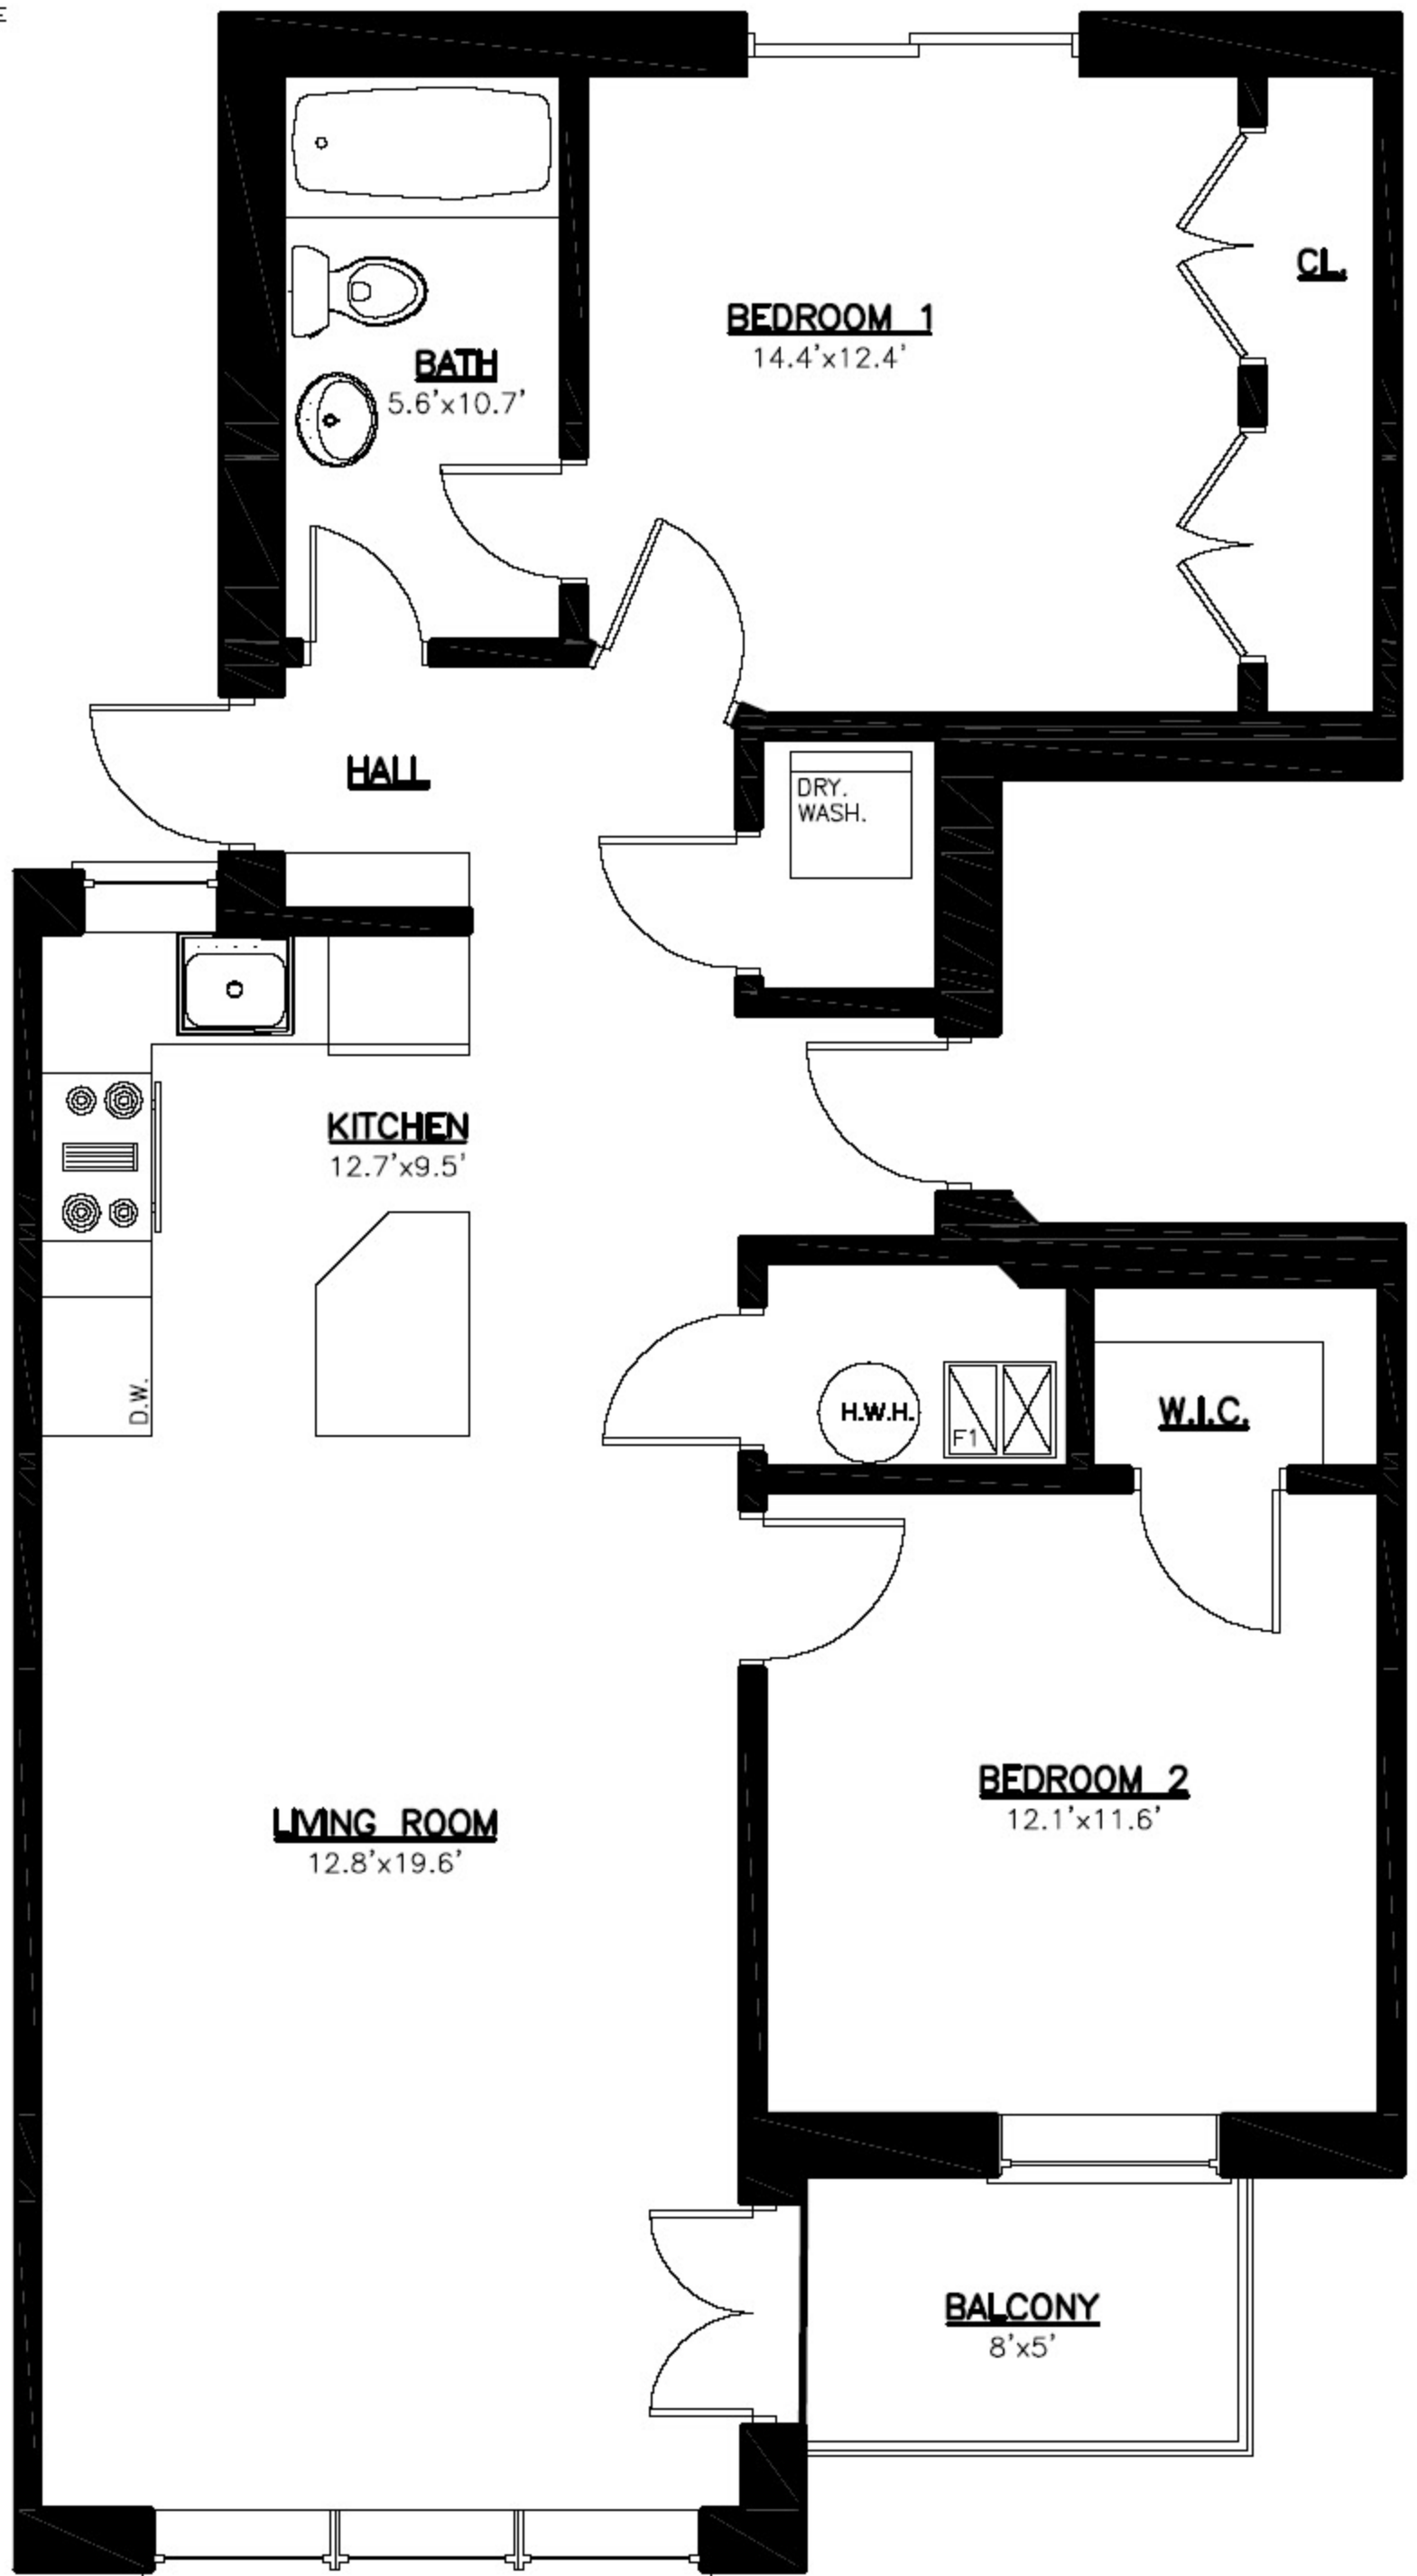 E
CL.
BEDROOM 1
14.4'x12.4'
BATH
5.6'x10.7'
HALL
DRY.
WASH.
KITCHEN
12.7'x9.5'
D.W.
H.W.H.
F1
W.I.C.
BEDROOM 2
12.1'x11.6'
LIVING ROOM
12.8'x19.6'
BALCONY
8'x5'